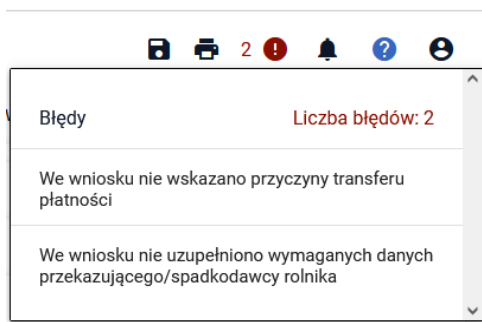 2
Błędy
Liczba błędów: 2
We wniosku nie wskazano przyczyny transferu
płatności
We wniosku nie uzupełniono wymaganych danych
przekazującego/spadkodawcy rolnika